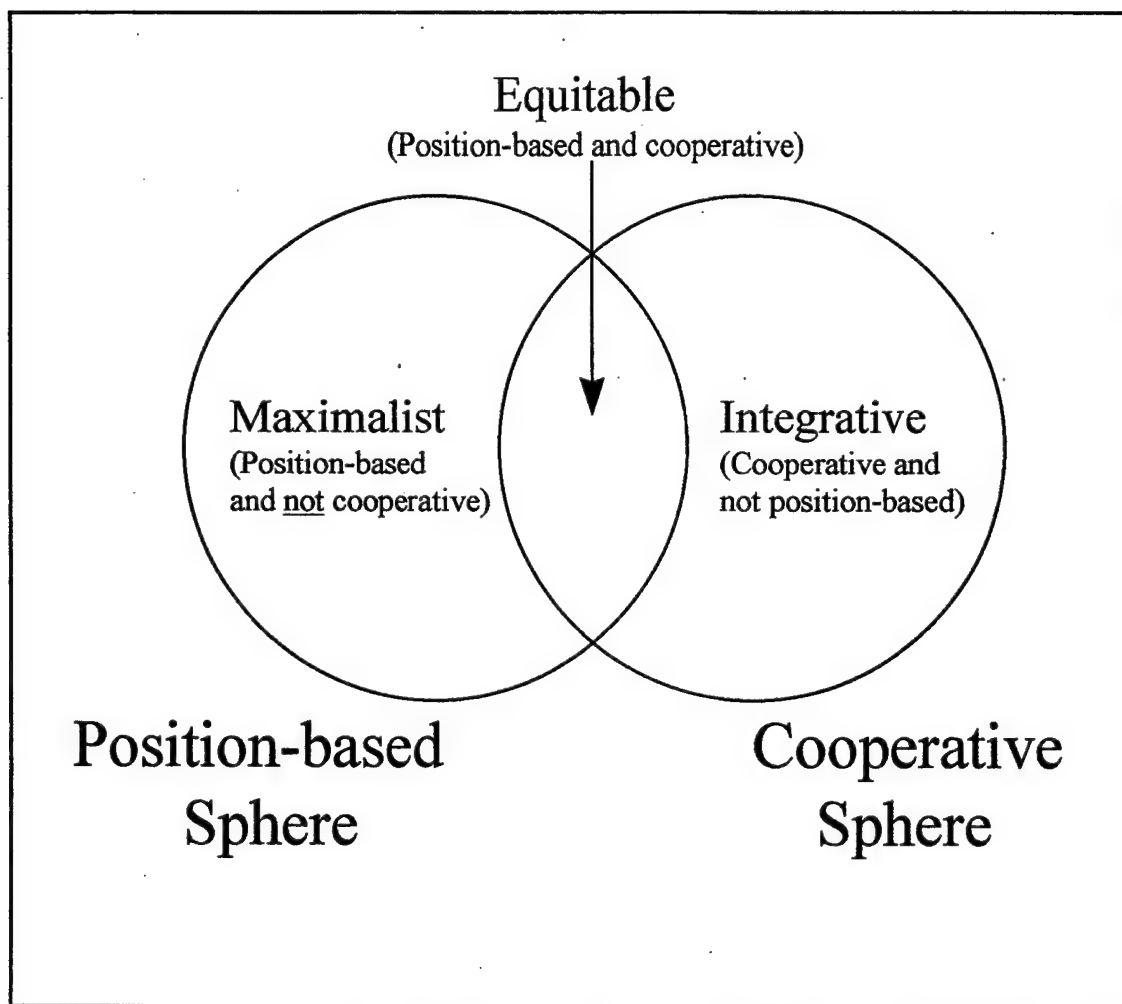 Equitable
(Position-based and cooperative)
Maximalist
(Position-based
and not cooperative)
Integrative
(Cooperative and
not position-based)
Position-based
Sphere
Cooperative
Sphere